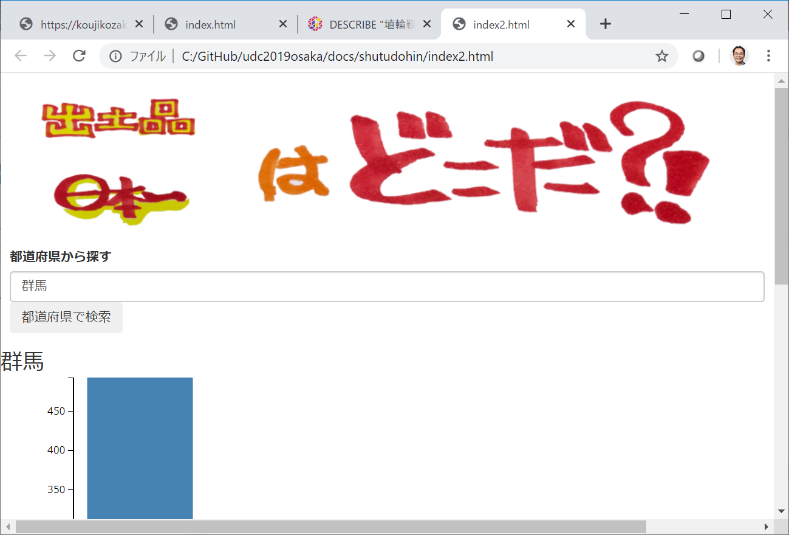 https://koujikozak
index.html
DESCRIBE "埴輪
index2.html
ファイル | C:/GitHub/udc2019osaka/docs/shutudohin/index2.html
出土品
日本一
は
どこだ?!
都道府県から探す
群馬
都道府県で検索
群馬
450
400
350